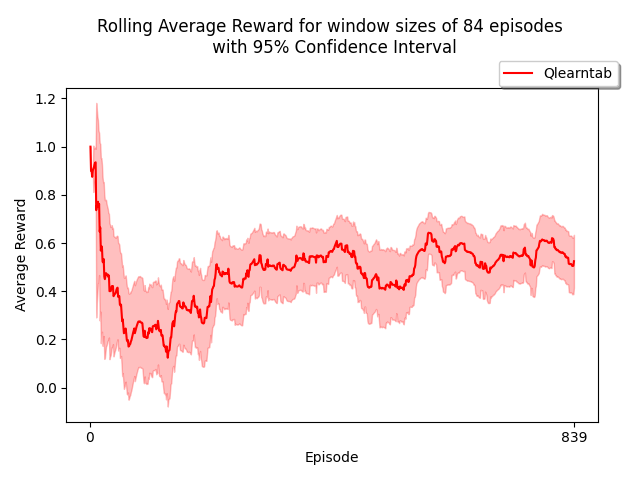 Rolling Average Reward for window sizes of 84 episodes
with 95% Confidence Interval
Qlearntab
1.2
1.0
0.8
0.6
0.4
0.2
0.0
Average Reward
0
839
Episode